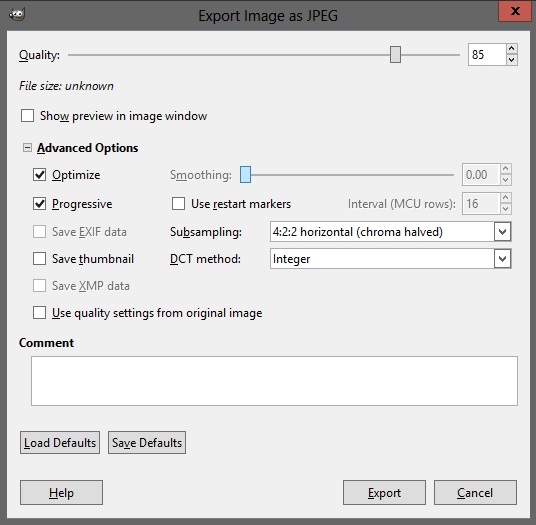 Export Image as JPEG
x
Quality: 85
File size: unknown
Show preview in image window
Advanced Options
Optimize Smoothing: 0.00
Progressive Use restart markers Interval (MCU rows): 16
Save EXIF data Subsampling: 4:2:2 horizontal (chroma halved)
Save thumbnail DCT method: Integer
Save XMP data
Use quality settings from original image
Comment
Load Defaults Save Defaults
Help Export Cancel